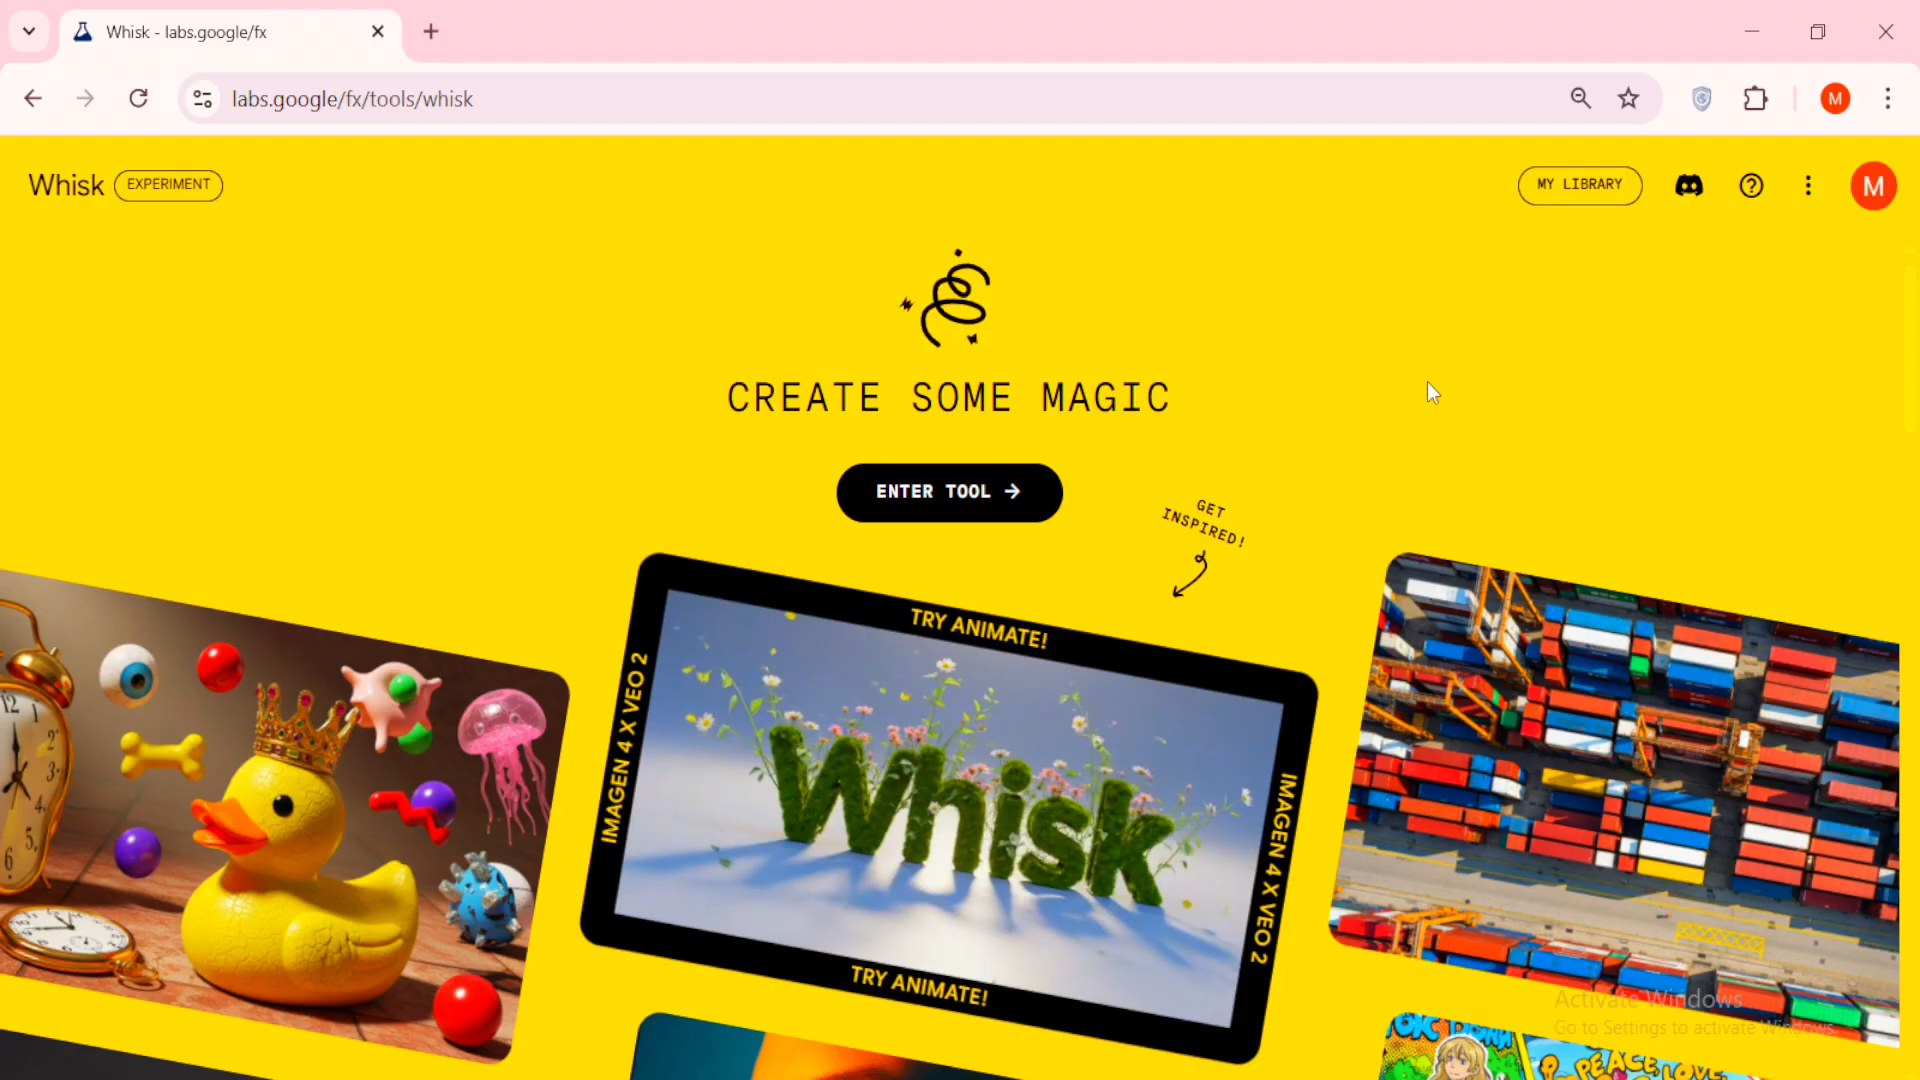 Whisk - labs.google/fx
labs.google/fx/tools/whisk
M
Whisk
EXPERIMENT
MY LIBRARY
M
CREATE SOME MAGIC
ENTER TOOL →
GET
INSPIRED!
TRY ANIMATE!
IMAGEN 4 X VEO 2
Whisk
IMAGEN 4 X VEO 2
TRY ANIMATE!
Activate Windows
Go to Settings to activate Windows.
PEACE LOVE